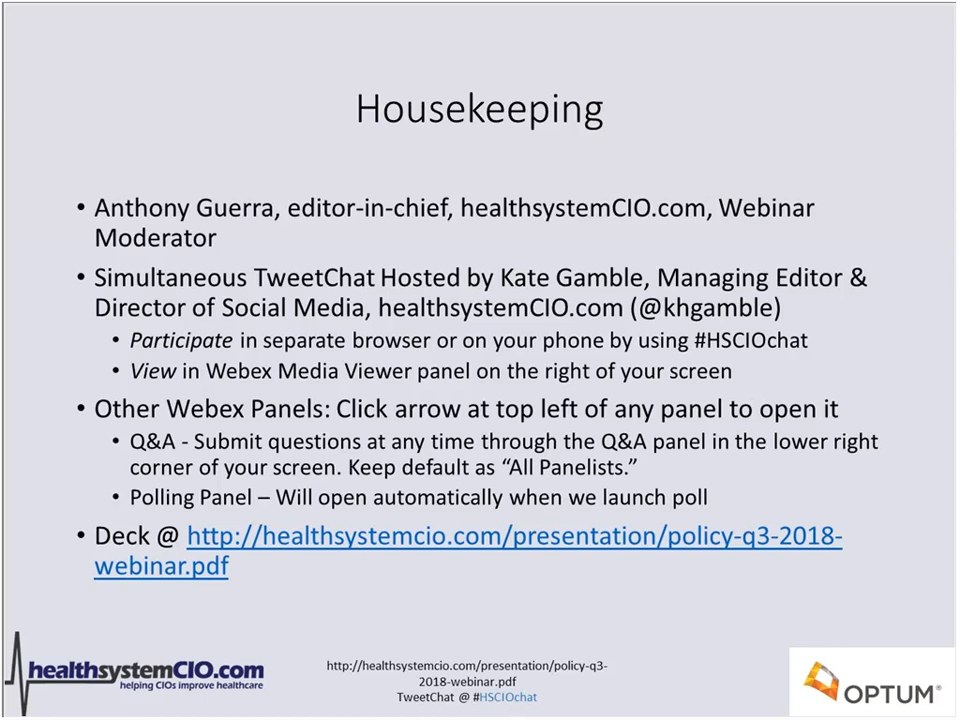 Housekeeping
• Anthony Guerra, editor-in-chief, healthsystemCIO.com, Webinar
Moderator
• Simultaneous TweetChat Hosted by Kate Gamble, Managing Editor &
Director of Social Media, healthsystemCIO.com (@khgamble)
• Participate in separate browser or on your phone by using #HSCIOchat
• View in Webex Media Viewer panel on the right of your screen
• Other Webex Panels: Click arrow at top left of any panel to open it
• Q&A - Submit questions at any time through the Q&A panel in the lower right
corner of your screen. Keep default as “All Panelists.”
• Polling Panel – Will open automatically when we launch poll
• Deck @ http://healthsystemcio.com/presentation/policy-q3-2018-
webinar.pdf
healthsystemCIO.com
helping CIOs improve healthcare
http://healthsystemcio.com/presentation/policy-q3-
2018-webinar.pdf
TweetChat @ #HSCIOchat
OPTUM®